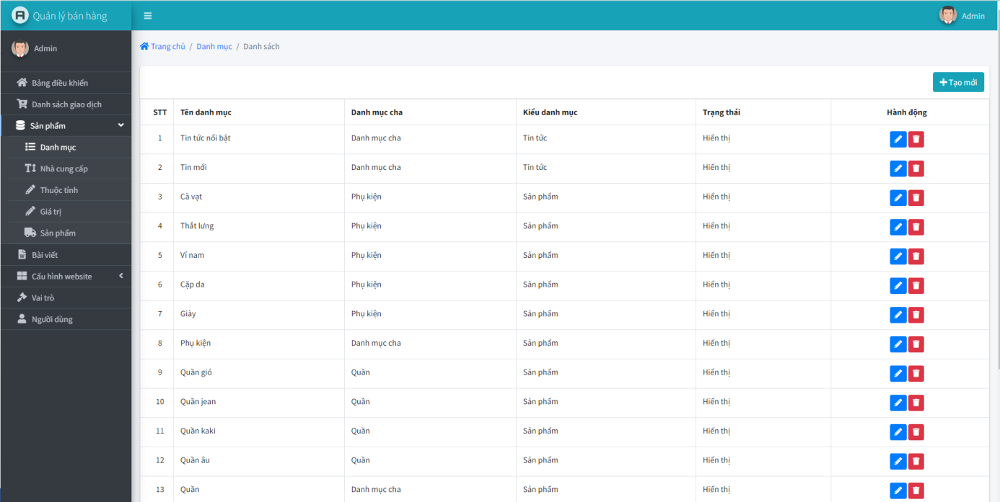 Quản lý bán hàng
Admin
Admin
Bảng điều khiển
Danh sách giao dịch
Sản phẩm
Danh mục
Nhà cung cấp
Thuộc tính
Giá trị
Sản phẩm
Bài viết
Cấu hình website
Vai trò
Người dùng
Trang chủ / Danh mục / Danh sách
Tạo mới
STT Tên danh mục Danh mục cha Kiểu danh mục Trạng thái Hành động
1 Tin tức nổi bật Danh mục cha Tin tức Hiển thị
2 Tin mới Danh mục cha Tin tức Hiển thị
3 Cà vạt Phụ kiện Sản phẩm Hiển thị
4 Thắt lưng Phụ kiện Sản phẩm Hiển thị
5 Ví nam Phụ kiện Sản phẩm Hiển thị
6 Cặp da Phụ kiện Sản phẩm Hiển thị
7 Giày Phụ kiện Sản phẩm Hiển thị
8 Phụ kiện Danh mục cha Sản phẩm Hiển thị
9 Quần gió Quần Sản phẩm Hiển thị
10 Quần jean Quần Sản phẩm Hiển thị
11 Quần kaki Quần Sản phẩm Hiển thị
12 Quần âu Quần Sản phẩm Hiển thị
13 Quần Danh mục cha Sản phẩm Hiển thị